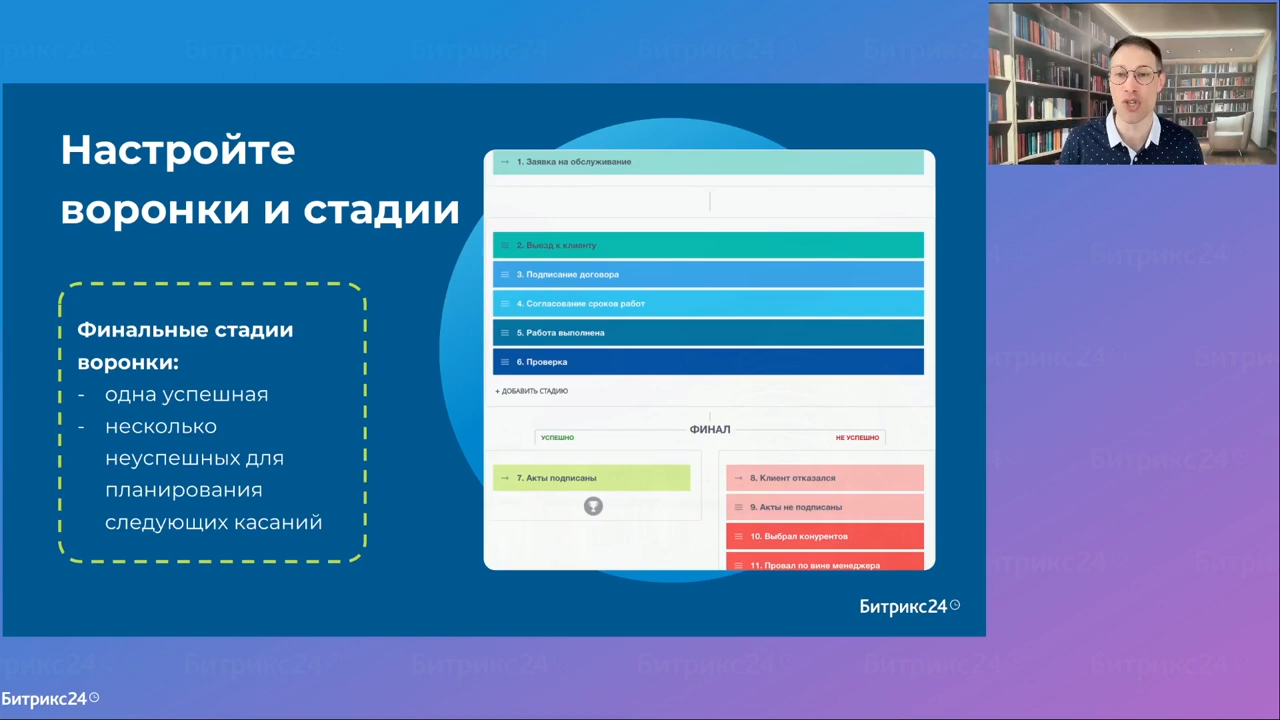 Настройте
воронки и стадии
Финальные стадии
воронки:
- одна успешная
- несколько
неуспешных для
планирования
следующих касаний
1. Заявка на обслуживание
2. Выезд к клиенту
3. Подписание договора
4. Согласование сроков работ
5. Работа выполнена
6. Проверка
+ ДОБАВИТЬ СТАДИЮ
ФИНАЛ
УСПЕШНО
НЕ УСПЕШНО
7. Акты подписаны
8. Клиент отказался
9. Акты не подписаны
10. Выбрал конурентов
11. Провал по вине менеджера
Битрикс24
Битрикс24